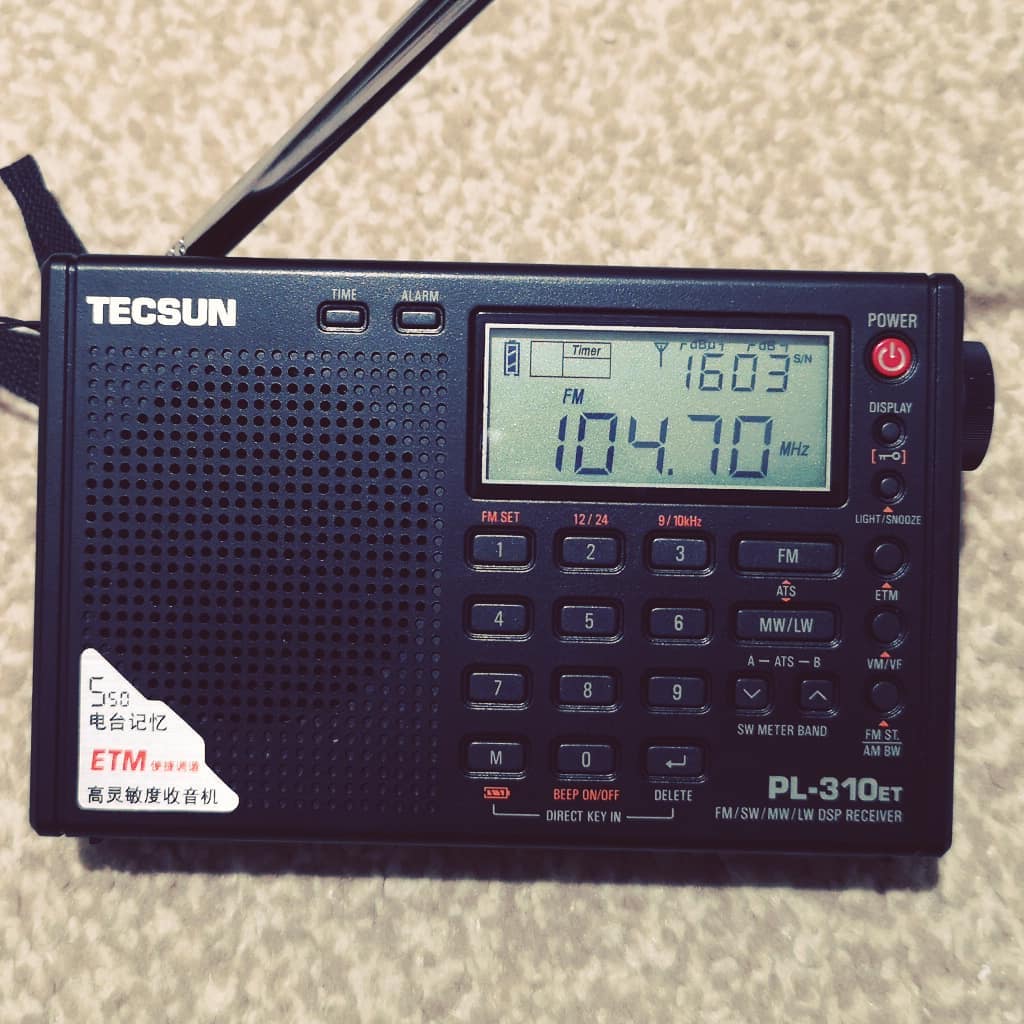 TECSUN
TIME
ALARM
POWER
Timer
dBμ
dB
1603
S/N
FM
104.70
MHz
DISPLAY
LIGHT/SNOOZE
FM SET
12/24
9/10kHz
1
2
3
FM
ATS
ETM
4
5
6
MW/LW
VM/VF
A — ATS — B
7
8
9
SW METER BAND
FM ST.
AM BW
M
0
BEEP ON/OFF
DELETE
DIRECT KEY IN
PL-310ET
FM/SW/MW/LW DSP RECEIVER
550
电台记忆
ETM
高灵敏度收音机